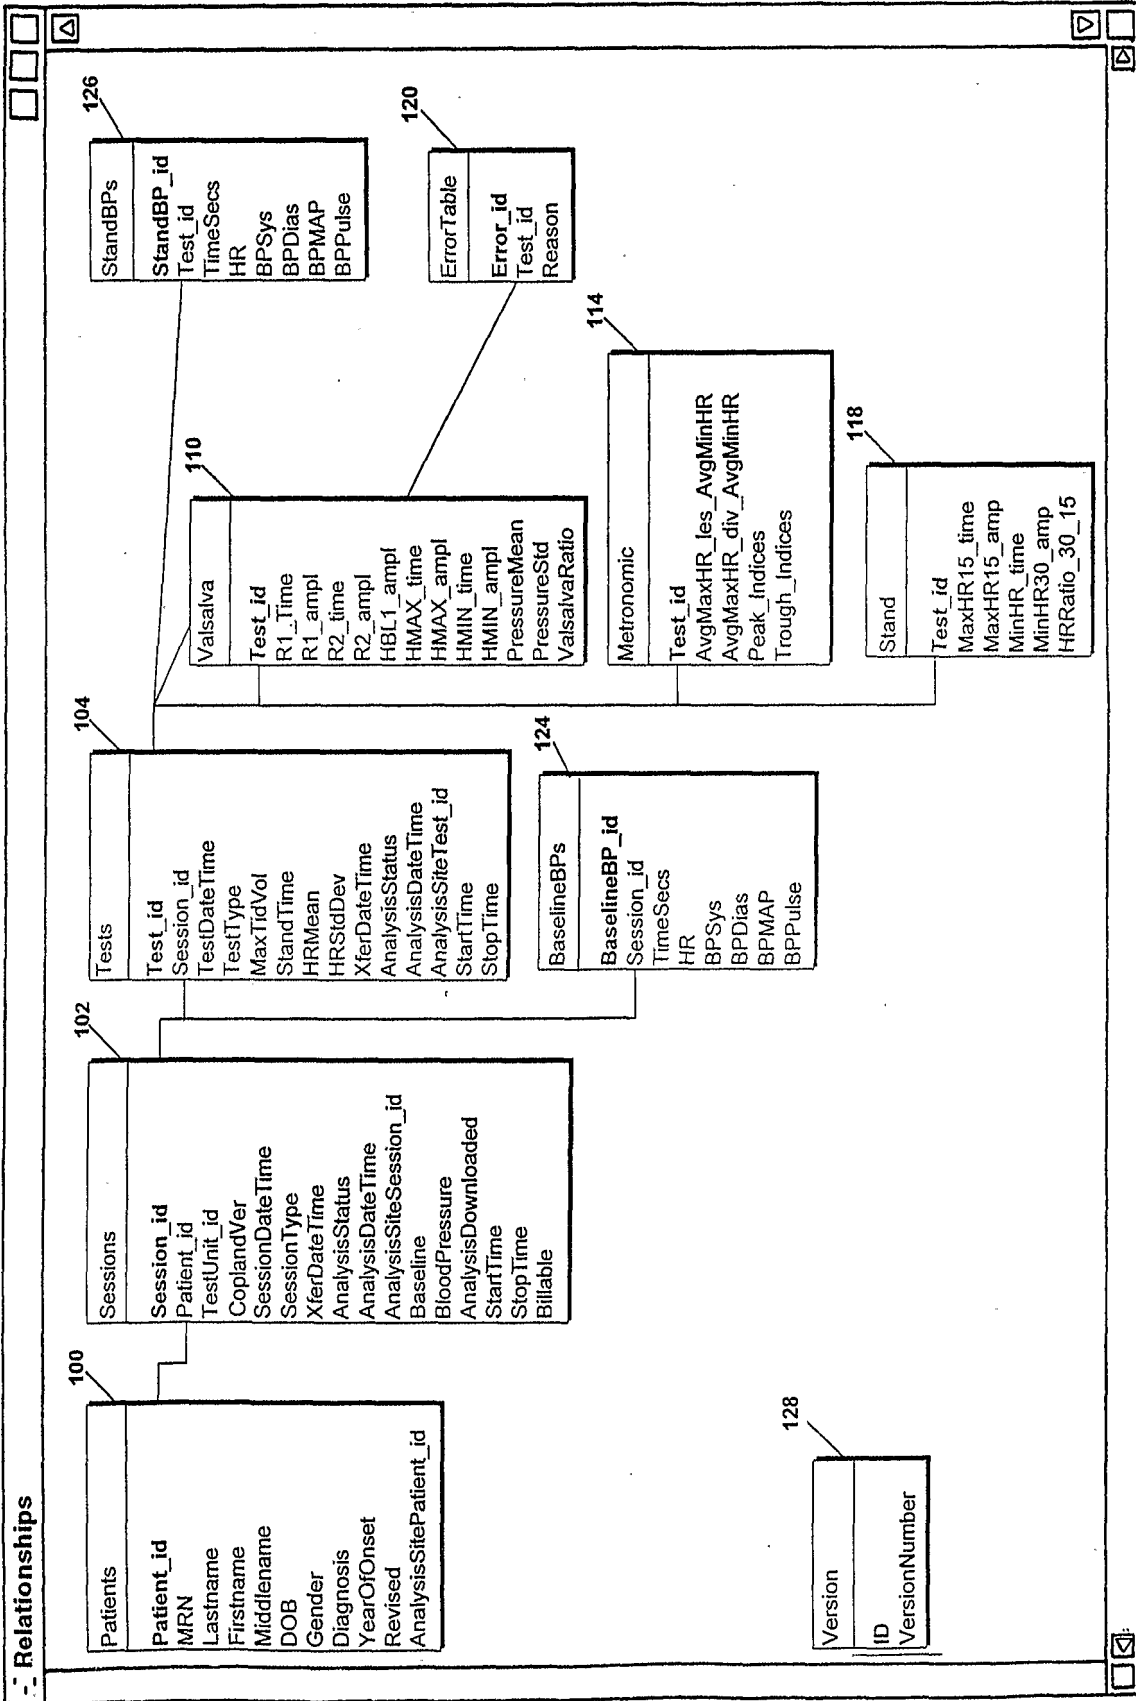 Relationships
100
Patients
Patient_id
MRN
Lastname
Firstname
Middlename
DOB
Gender
Diagnosis
YearOfOnset
Revised
AnalysisSitePatient_id
102
Sessions
Session_id
Patient_id
TestUnit_id
CoplandVer
SessionDateTime
SessionType
XferDateTime
AnalysisStatus
AnalysisDateTime
AnalysisSiteSession_id
Baseline
BloodPressure
AnalysisDownloaded
StartTime
StopTime
Billable
104
Tests
Test_id
Session_id
TestDateTime
TestType
MaxTidVol
StandTime
HRMean
HRStdDev
XferDateTime
AnalysisStatus
AnalysisDateTime
AnalysisSiteTest_id
StartTime
StopTime
126
StandBPs
StandBP_id
Test_id
TimeSecs
HR
BPSys
BPDias
BPMAP
BPPulse
110
Valsalva
Test_id
R1_Time
R1_ampl
R2_time
R2_ampl
HBL1_ampl
HMAX_time
HMAX_ampl
HMIN_time
HMIN_ampl
PressureMean
PressureStd
ValsalvaRatio
120
ErrorTable
Error_id
Test_id
Reason
124
BaselineBPs
BaselineBP_id
Session_id
TimeSecs
HR
BPSys
BPDias
BPMAP
BPPulse
114
Metronomic
Test_id
AvgMaxHR_les_AvgMinHR
AvgMaxHR_div_AvgMinHR
Peak_Indices
Trough_Indices
128
Version
ID
VersionNumber
118
Stand
Test_id
MaxHR15_time
MaxHR15_amp
MinHR_time
MinHR30_amp
HRRatio_30_15